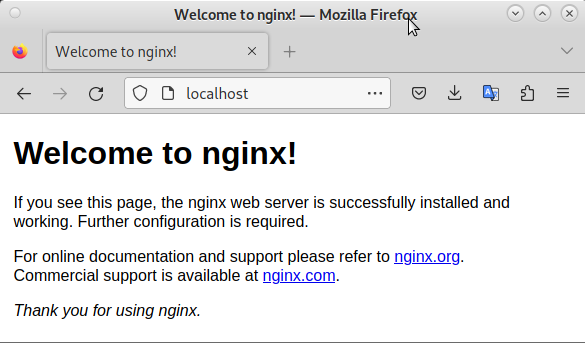 Welcome to nginx! — Mozilla Firefox
Welcome to nginx!
localhost
Welcome to nginx!
If you see this page, the nginx web server is successfully installed and
working. Further configuration is required.
For online documentation and support please refer to nginx.org.
Commercial support is available at nginx.com.
Thank you for using nginx.